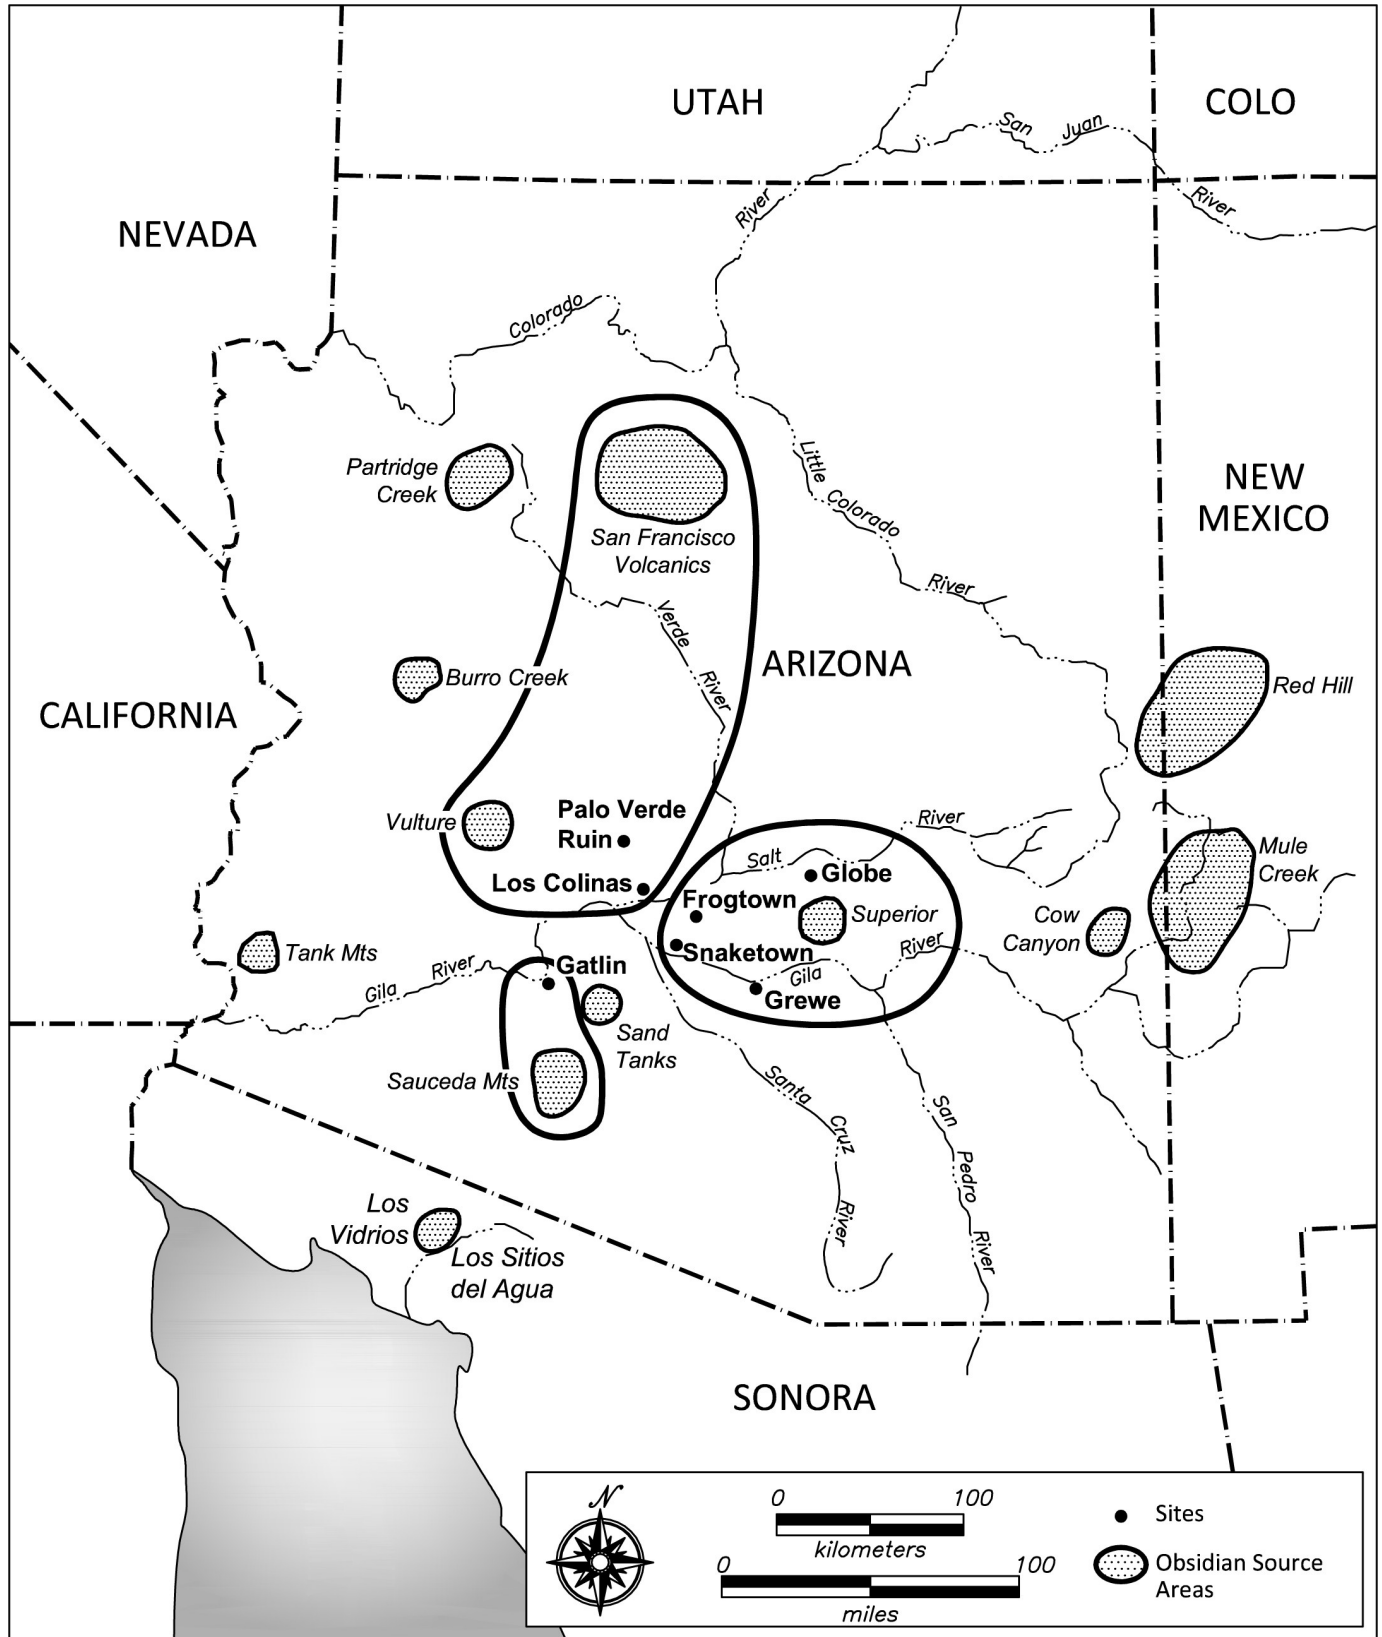 UTAH
COLO
San
Juan
River
River
NEVADA
Colorado
Partridge
Creek
San Francisco
Volcanics
Little
Colorado
River
NEW
MEXICO
Verde
River
ARIZONA
Burro Creek
Red Hill
CALIFORNIA
Vulture
Palo Verde
Ruin
River
Salt
Los Colinas
Globe
Frogtown
Superior
Snaketown
River
Gila
Grewe
Mule
Creek
Cow
Canyon
Tank Mts
Gila
River
Gatlin
Sand
Tanks
Sauceda Mts
Santa
Cruz
River
San
Pedro
River
Los
Vidrios
Los Sitios
del Agua
SONORA
N
0 100
kilometers
0 100
miles
Sites
Obsidian Source
Areas